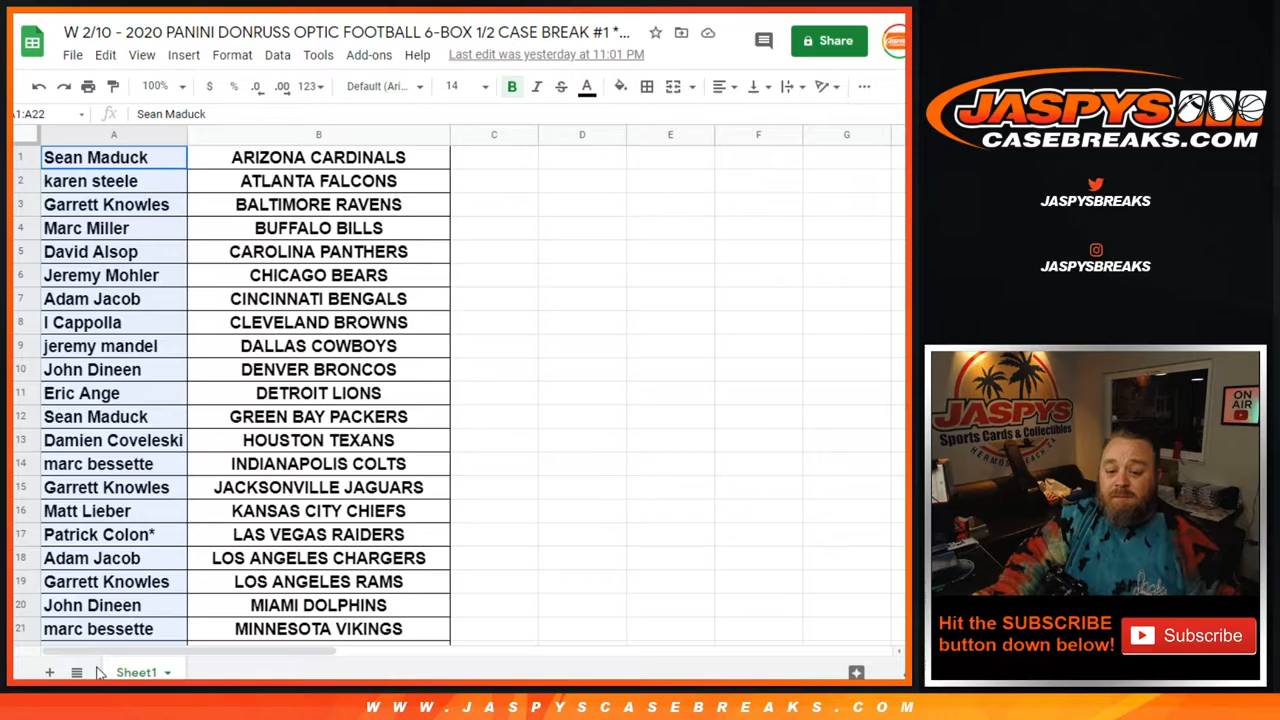 W 2/10 - 2020 PANINI DONRUSS OPTIC FOOTBALL 6-BOX 1/2 CASE BREAK #1 *...
File Edit View Insert Format Data Tools Add-ons Help Last edit was yesterday at 11:01 PM
Share
100% $ % .0 .00 123 Default (Ari... 14 B I S A
A1:A22 fx Sean Maduck
A B C D E F G
1 Sean Maduck ARIZONA CARDINALS
2 karen steele ATLANTA FALCONS
3 Garrett Knowles BALTIMORE RAVENS
4 Marc Miller BUFFALO BILLS
5 David Alsop CAROLINA PANTHERS
6 Jeremy Mohler CHICAGO BEARS
7 Adam Jacob CINCINNATI BENGALS
8 I Cappolla CLEVELAND BROWNS
9 jeremy mandel DALLAS COWBOYS
10 John Dineen DENVER BRONCOS
11 Eric Ange DETROIT LIONS
12 Sean Maduck GREEN BAY PACKERS
13 Damien Coveleski HOUSTON TEXANS
14 marc bessette INDIANAPOLIS COLTS
15 Garrett Knowles JACKSONVILLE JAGUARS
16 Matt Lieber KANSAS CITY CHIEFS
17 Patrick Colon* LAS VEGAS RAIDERS
18 Adam Jacob LOS ANGELES CHARGERS
19 Garrett Knowles LOS ANGELES RAMS
20 John Dineen MIAMI DOLPHINS
21 marc bessette MINNESOTA VIKINGS
Sheet1
JASPYS
CASEBREAKS.COM
JASPYSBREAKS
JASPYSBREAKS
JASPYS
Sports Cards & Collectibles
HERMOSA BEACH, CA
ON AIR
Hit the SUBSCRIBE
button down below!
Subscribe
WWW.JASPYSCASEBREAKS.COM